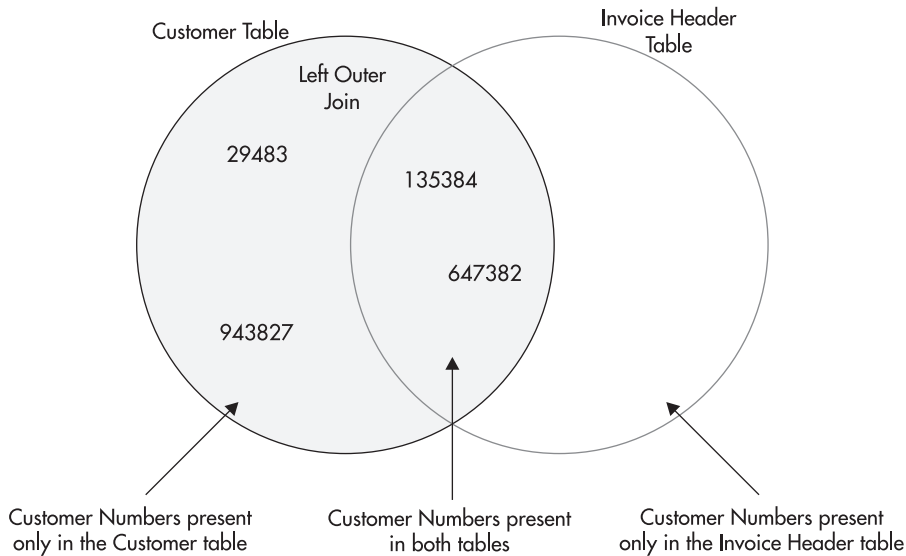 Customer Table
Invoice Header
Table
Left Outer
Join
29483
135384
647382
943827
Customer Numbers present
only in the Customer table
Customer Numbers present
in both tables
Customer Numbers present
only in the Invoice Header table